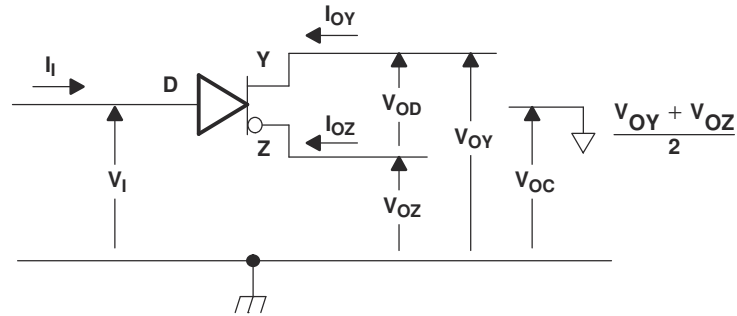 I_OY
I_I
D
Y
V_OD
I_OZ
Z
V_OY
V_OY + V_OZ
2
V_I
V_OZ
V_OC